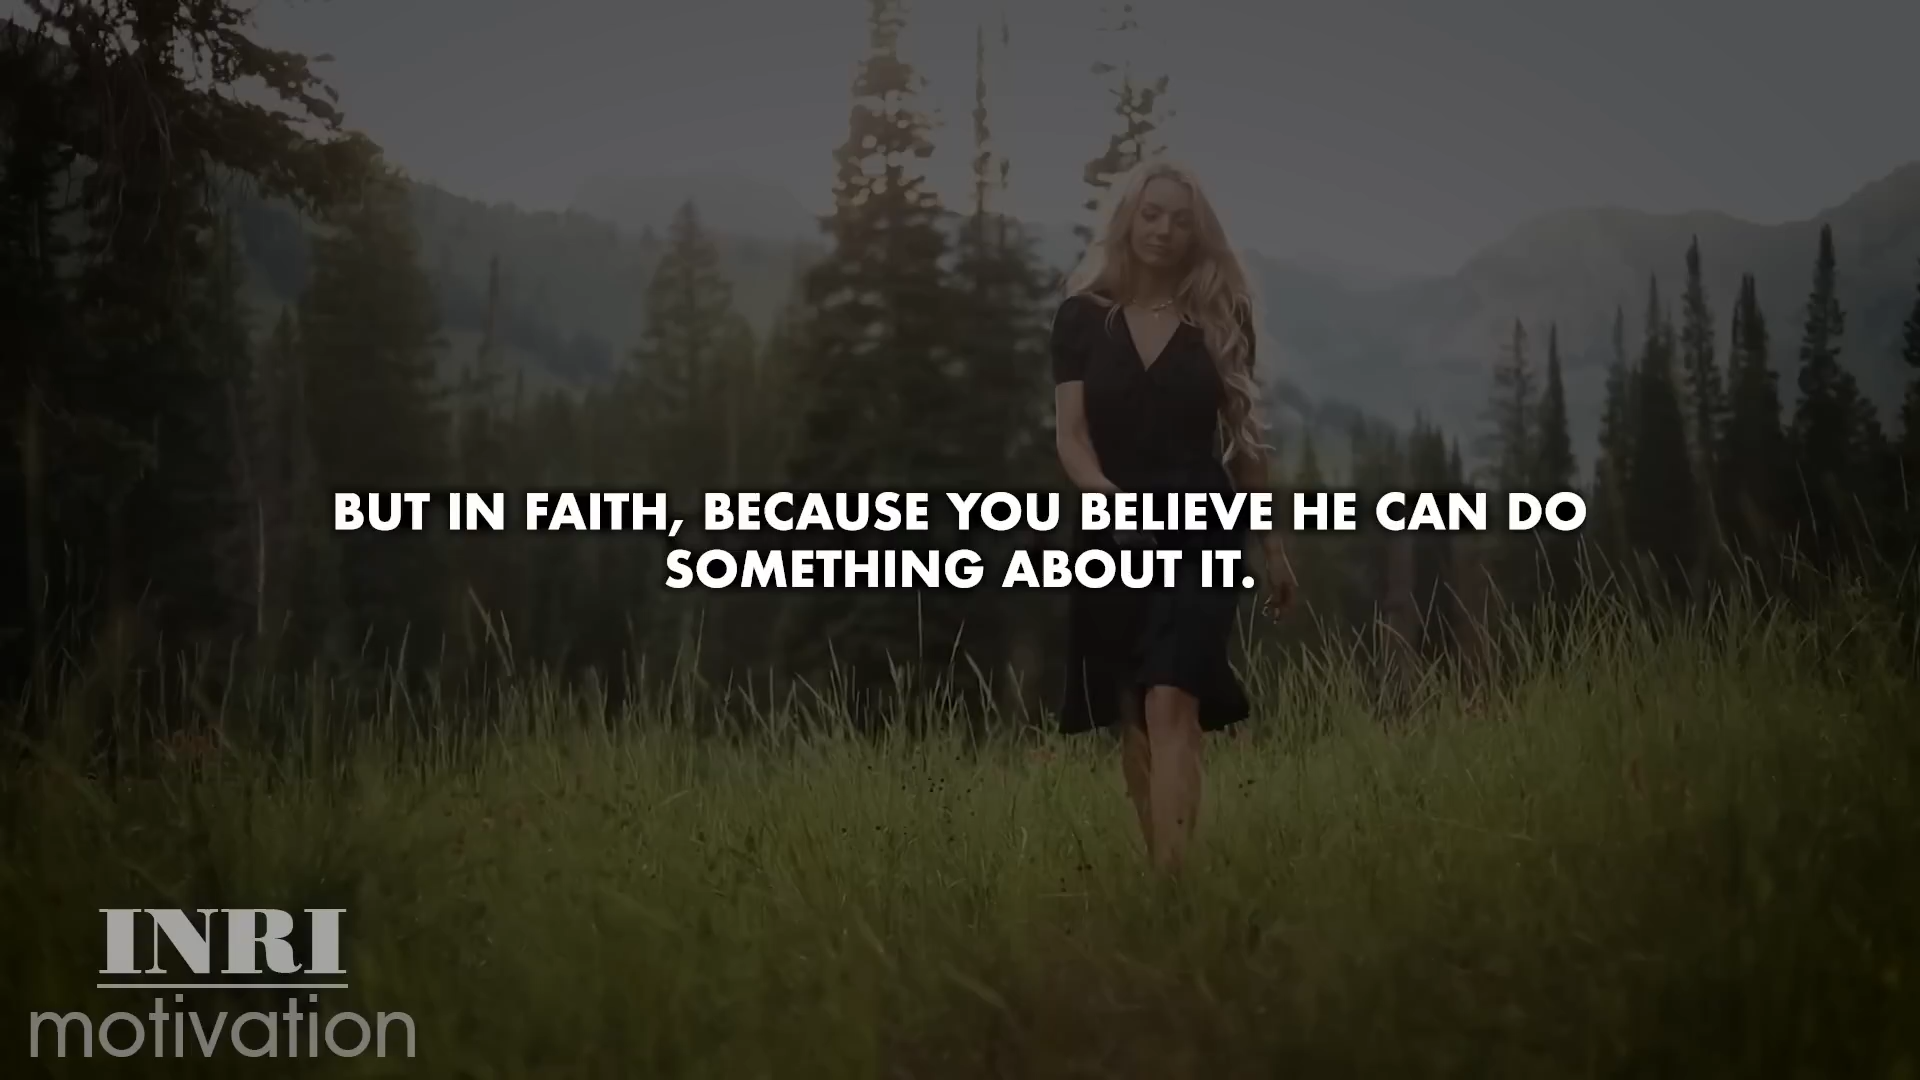 BUT IN FAITH, BECAUSE YOU BELIEVE HE CAN DO
SOMETHING ABOUT IT.
INRI
motivation